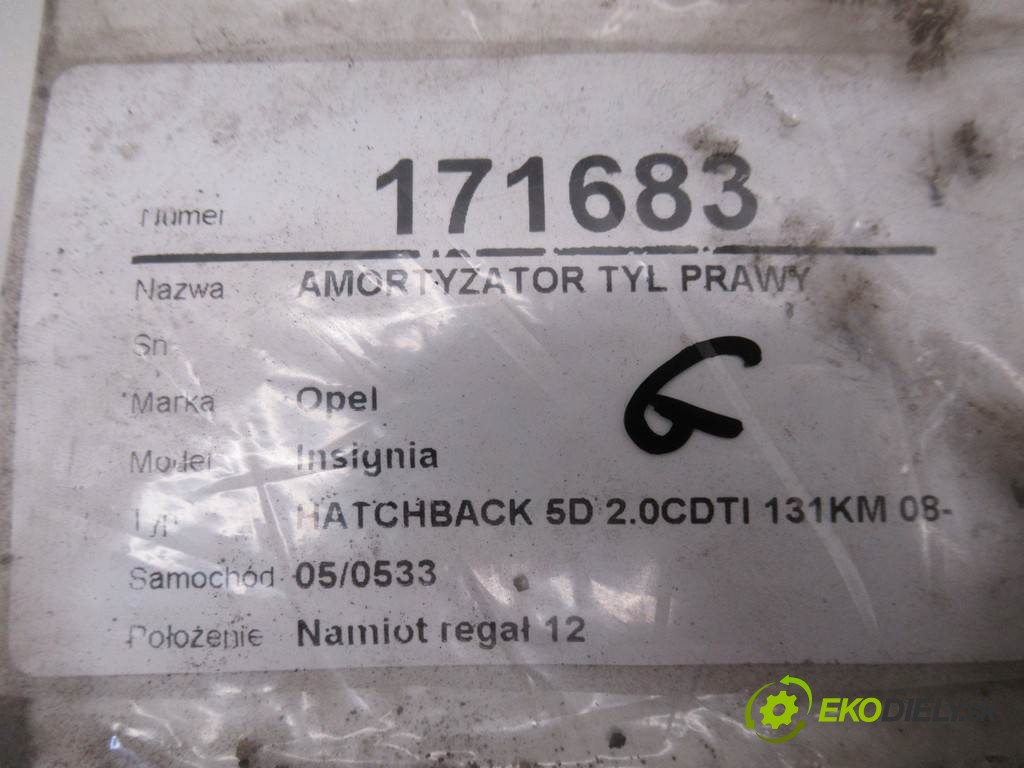 Numer 171683
Nazwa AMORTYZATOR TYL PRAWY
Sn
Marka Opel
Model Insignia
Typ HATCHBACK 5D 2.0CDTI 131KM 08-
Samochód 05/0533
Położenie Namiot regał 12
EKODIELY